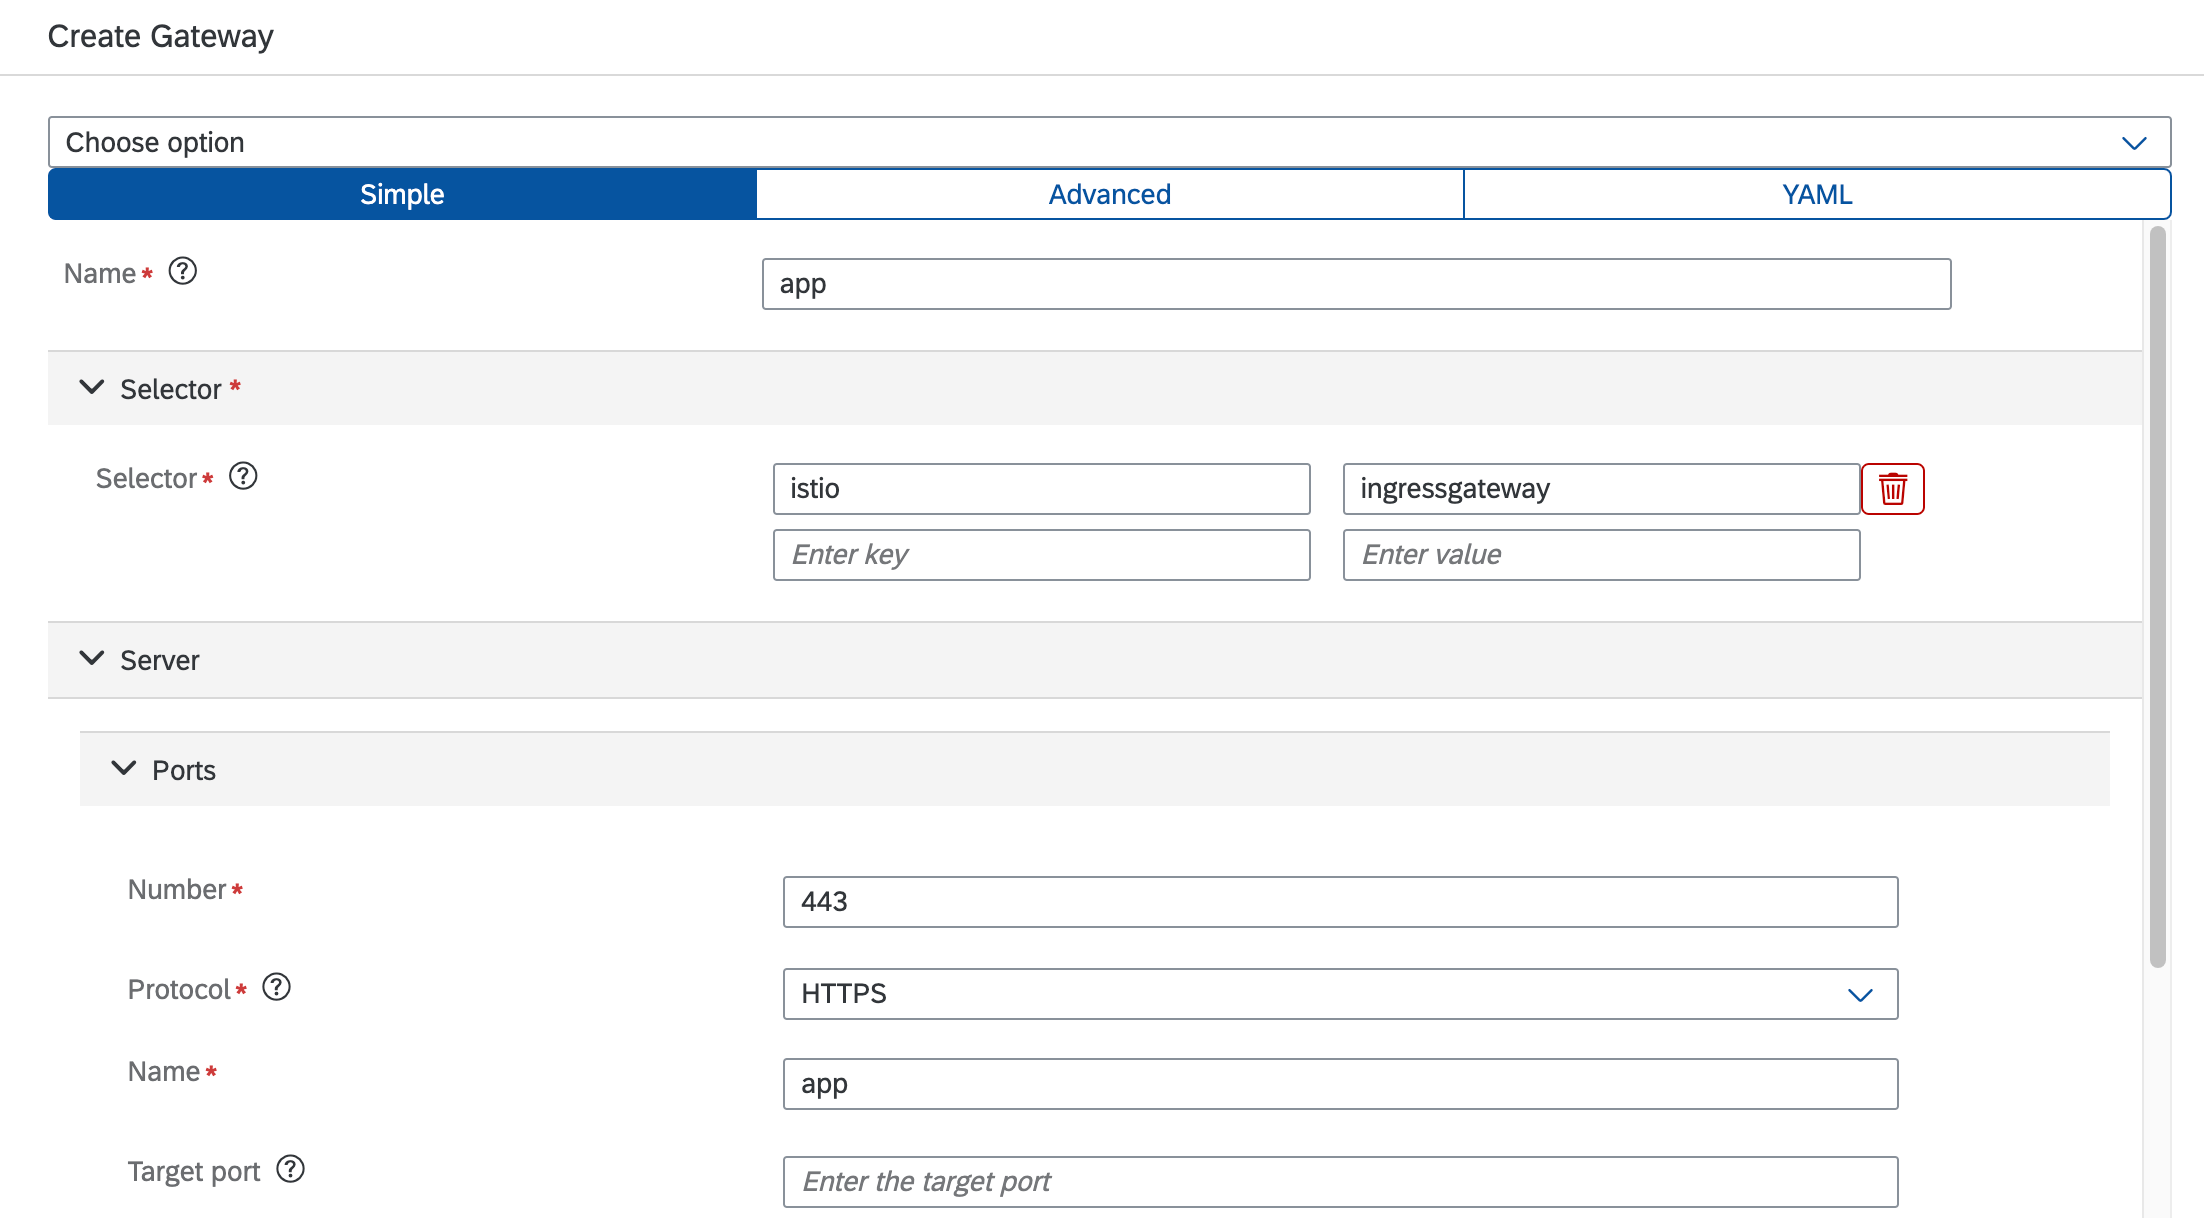 Create Gateway
Choose option
Simple Advanced YAML
Name * app
Selector *
Selector * istio ingressgateway
Enter key Enter value
Server
Ports
Number * 443
Protocol * HTTPS
Name * app
Target port Enter the target port